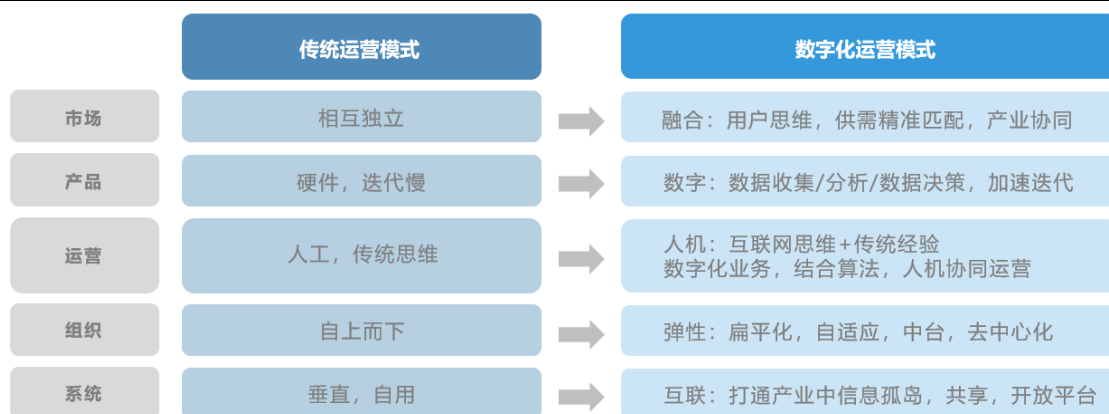 传统运营模式
数字化运营模式
市场
相互独立
融合：用户思维，供需精准匹配，产业协同
产品
硬件，迭代慢
数字：数据收集/分析/数据决策，加速迭代
运营
人工，传统思维
人机：互联网思维+传统经验
数字化业务，结合算法，人机协同运营
组织
自上而下
弹性：扁平化，自适应，中台，去中心化
系统
垂直，自用
互联：打通产业中信息孤岛，共享，开放平台